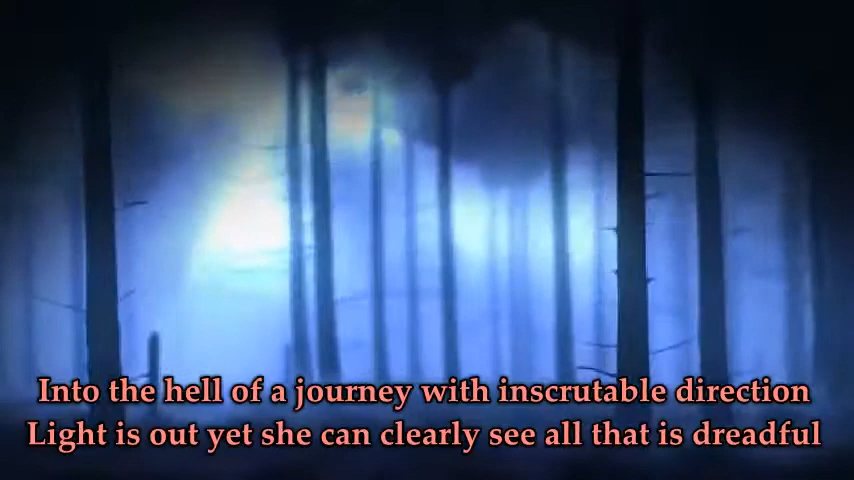 Into the hell of a journey with inscrutable direction
Light is out yet she can clearly see all that is dreadful